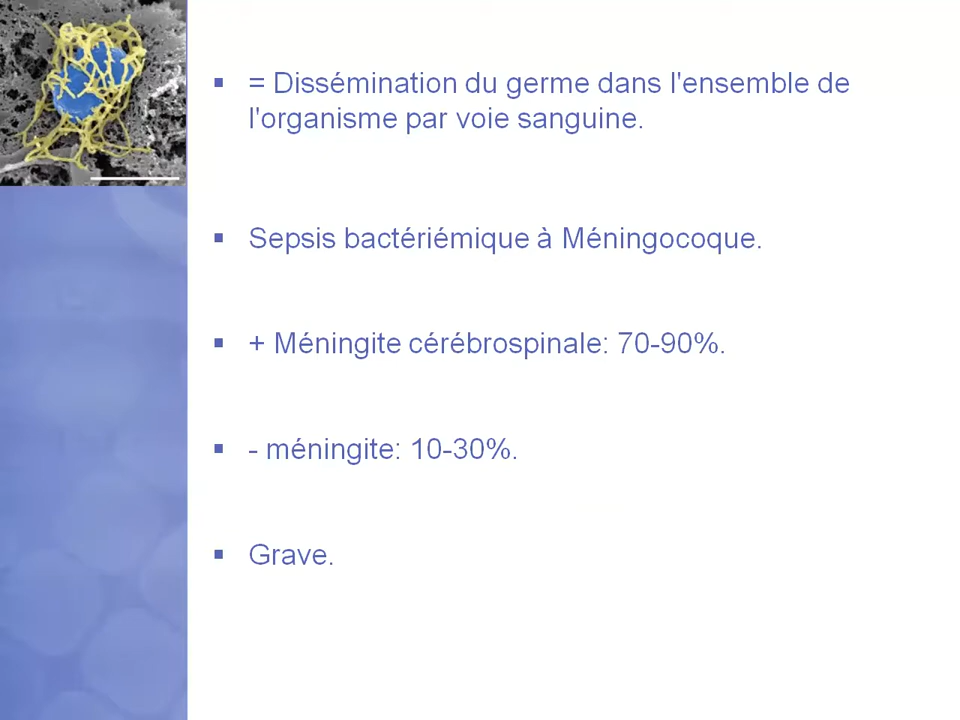 = Dissémination du germe dans l'ensemble de
l'organisme par voie sanguine.
Sepsis bactériémique à Méningocoque.
+ Méningite cérébrospinale: 70-90%.
- méningite: 10-30%.
Grave.